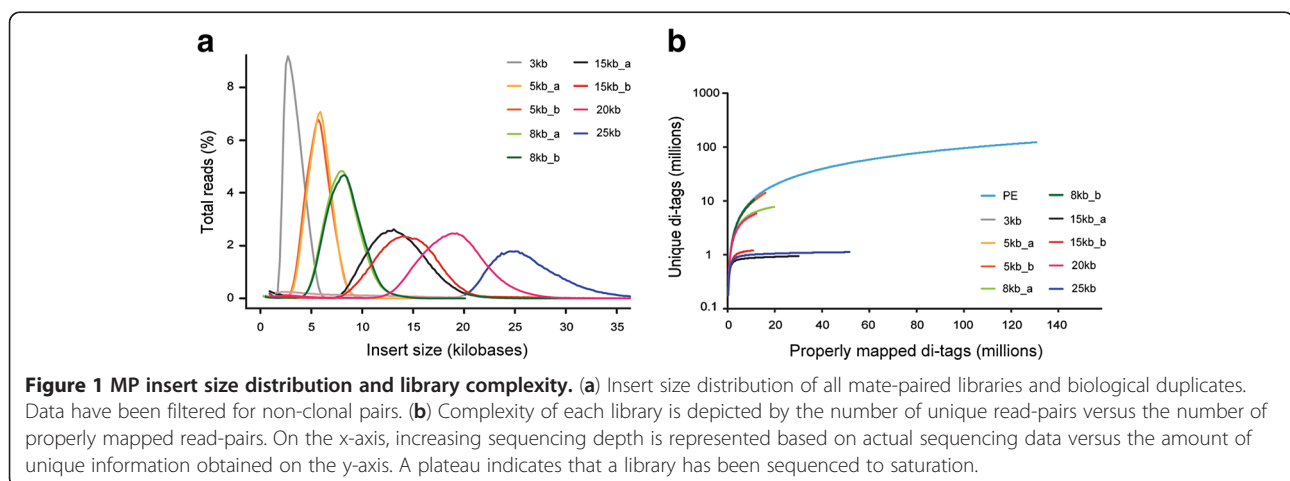 a
Total reads (%)
8
6
4
2
0
0 5 10 15 20 25 30 35
Insert size (kilobases)
3kb
5kb_a
5kb_b
8kb_a
8kb_b
15kb_a
15kb_b
20kb
25kb
b
Unique di-tags (millions)
1000
100
10
1
0.1
0 20 40 60 80 100 120 140
Properly mapped di-tags (millions)
PE
3kb
5kb_a
5kb_b
8kb_a
8kb_b
15kb_a
15kb_b
20kb
25kb
Figure 1 MP insert size distribution and library complexity. (a) Insert size distribution of all mate-paired libraries and biological duplicates.
Data have been filtered for non-clonal pairs. (b) Complexity of each library is depicted by the number of unique read-pairs versus the number of
properly mapped read-pairs. On the x-axis, increasing sequencing depth is represented based on actual sequencing data versus the amount of
unique information obtained on the y-axis. A plateau indicates that a library has been sequenced to saturation.